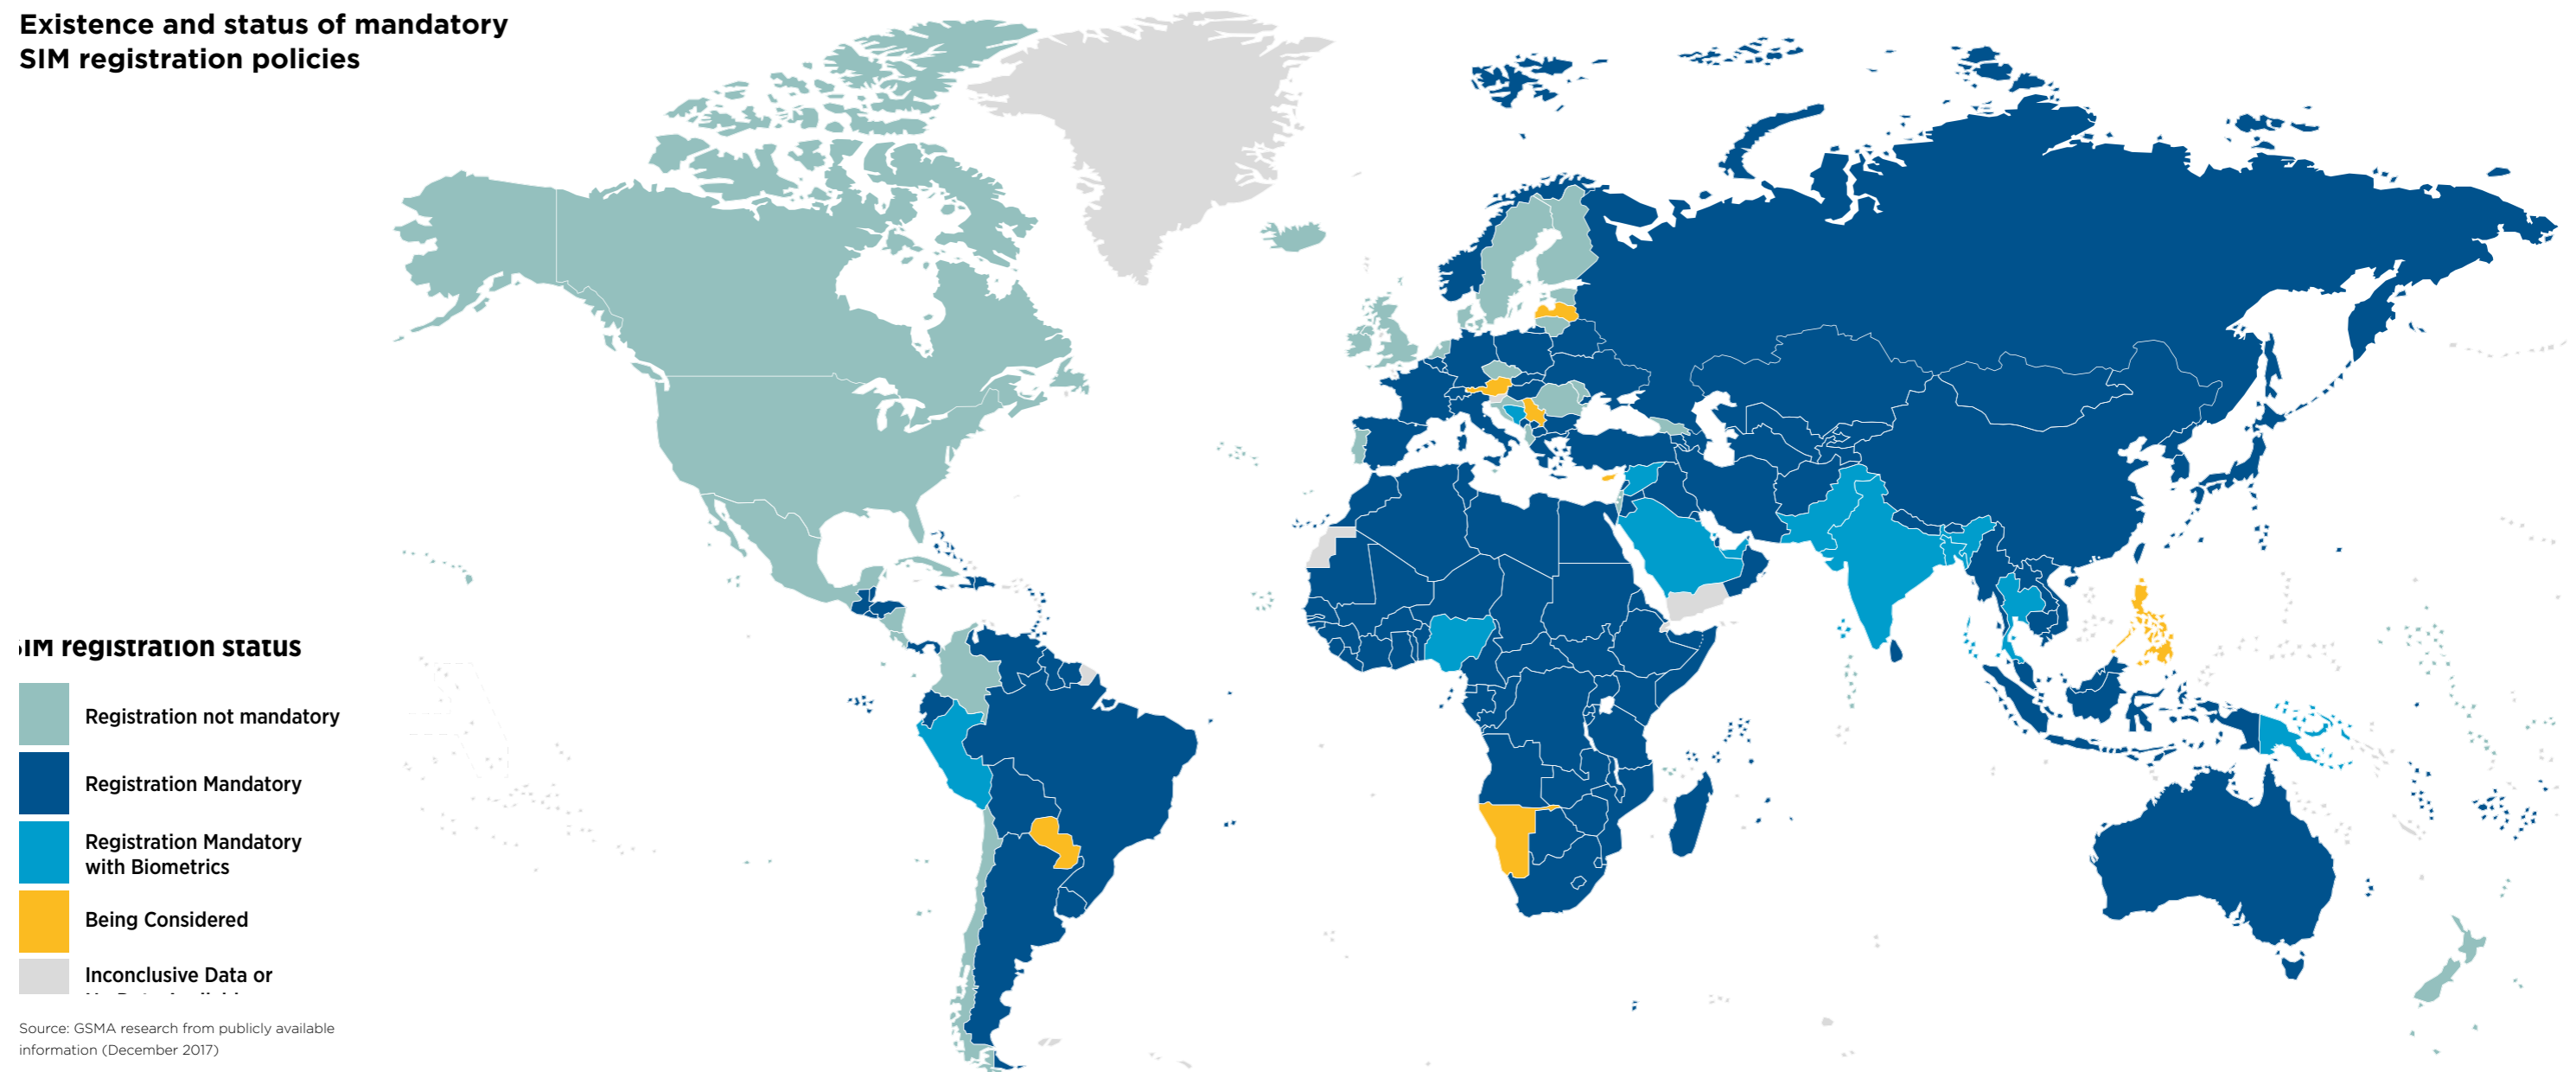 Existence and status of mandatory
SIM registration policies
IM registration status
Registration not mandatory
Registration Mandatory
Registration Mandatory
with Biometrics
Being Considered
Inconclusive Data or
Source: GSMA research from publicly available
information (December 2017)